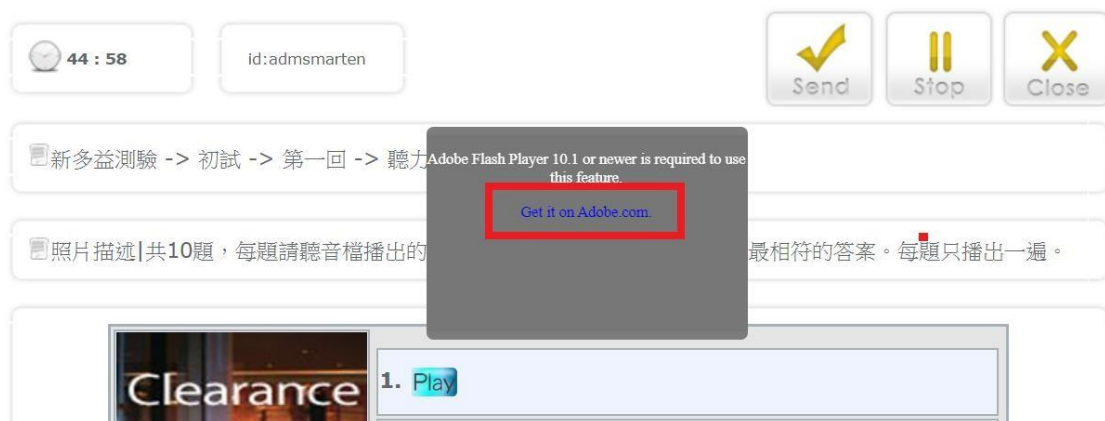 44 : 58
id:admsmarten
Send
Stop
Close
新多益測驗 -> 初試 -> 第一回 -> 聽力
Adobe Flash Player 10.1 or newer is required to use
this feature.
Get it on Adobe.com.
照片描述|共10題，每題請聽音檔播出的
最相符的答案。每題只播出一遍。
Clearance
1. Play